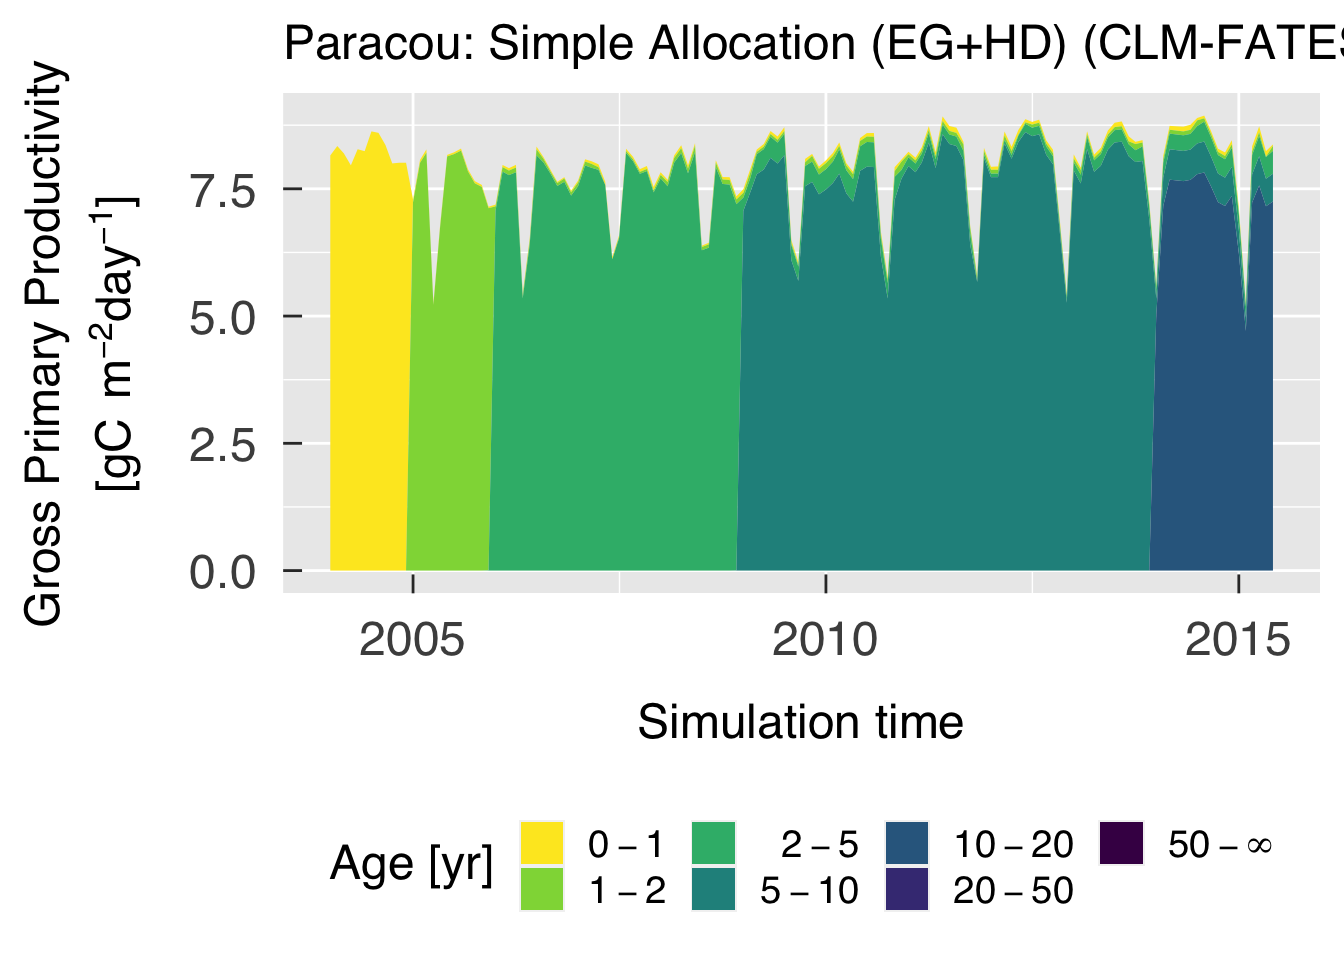 Paracou: Simple Allocation (EG+HD) (CLM-FATES
Gross Primary Productivity
[gC m−2day−1]
7.5
5.0
2.5
0.0
2005 2010 2015
Simulation time
Age [yr]
0 – 1 2 – 5 10 – 20 50 – ∞
1 – 2 5 – 10 20 – 50